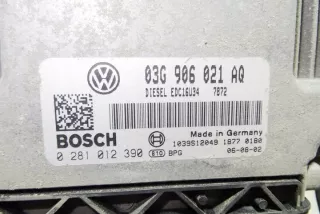 03G 906 021 AQ
DIESEL EDC16U34 7872
BOSCH
Made in Germany
1039S12049 1877 0180
0 281 012 390 E10 BPG 06-08-02